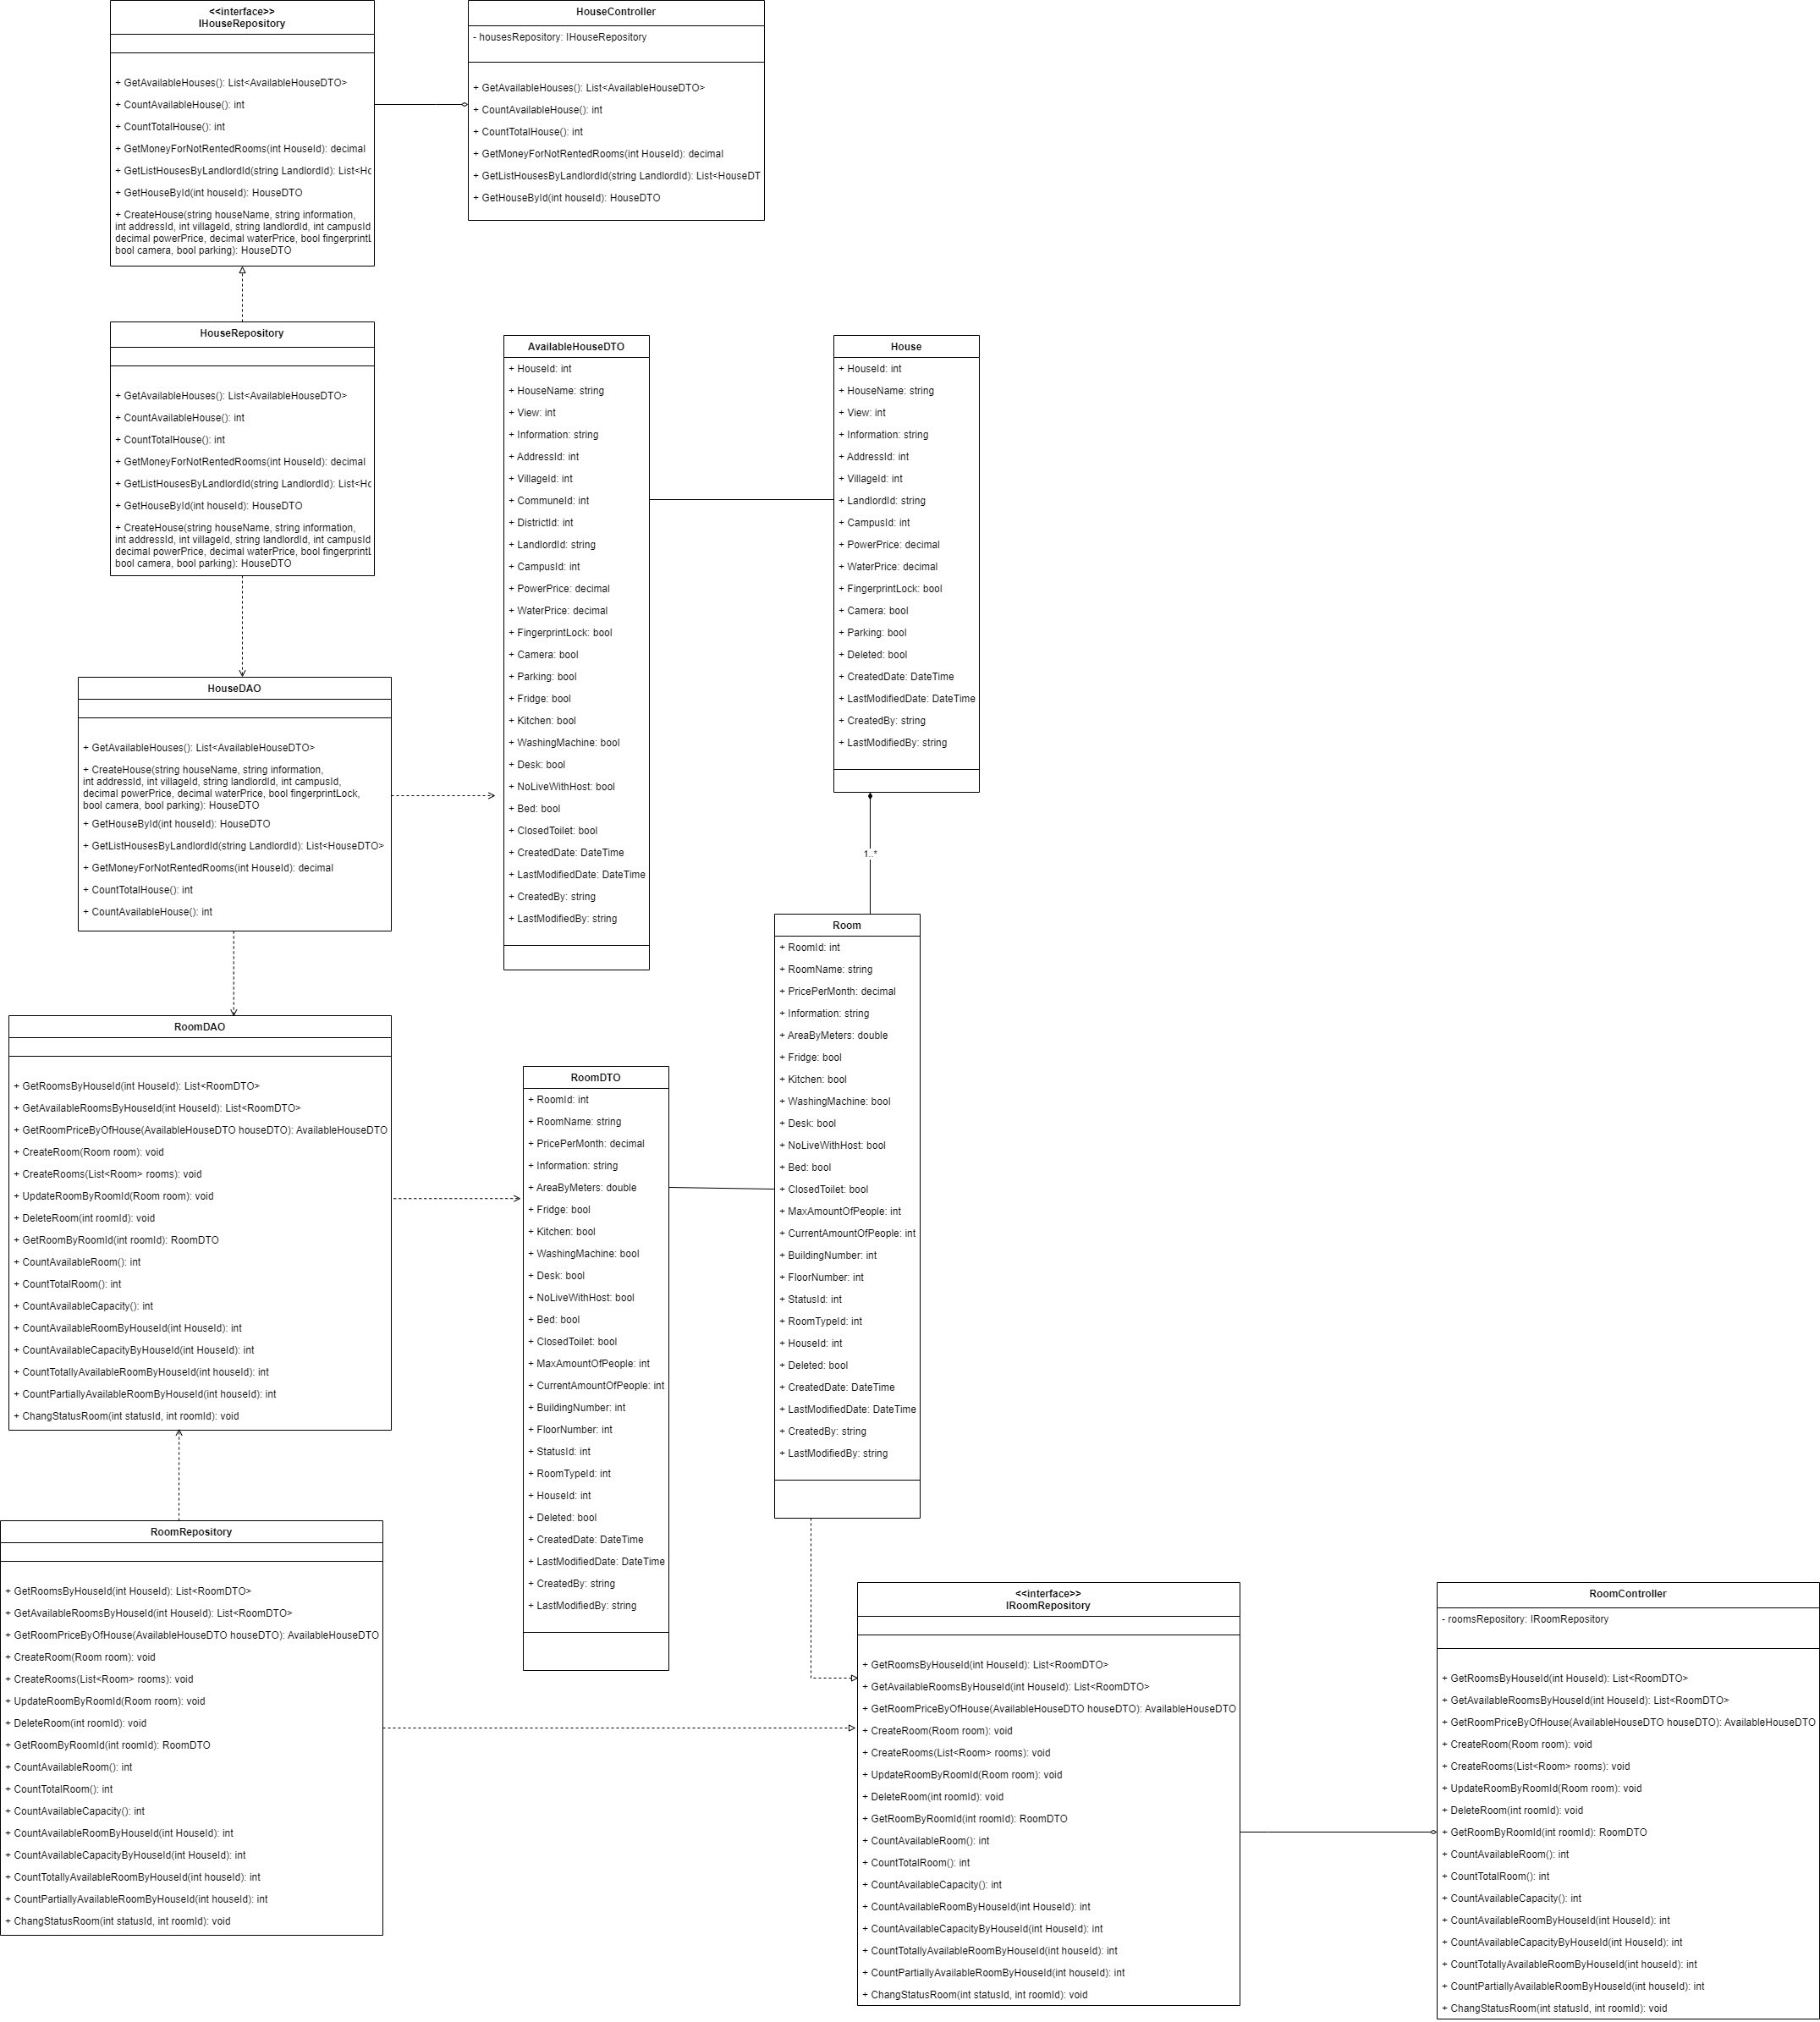 <<interface>>
IHouseRepository
+ GetAvailableHouses(): List<AvailableHouseDTO>
+ CountAvailableHouse(): int
+ CountTotalHouse(): int
+ GetMoneyForNotRentedRooms(int HouseId): decimal
+ GetListHousesByLandlordId(string LandlordId): List<Hc
+ GetHouseById(int houseId): HouseDTO
+ CreateHouse(string houseName, string information,
int addressId, int villageId, string landlordId, int campusId
decimal powerPrice, decimal waterPrice, bool fingerprintL
bool camera, bool parking): HouseDTO
HouseController
- housesRepository: IHouseRepository
+ GetAvailableHouses(): List<AvailableHouseDTO>
+ CountAvailableHouse(): int
+ CountTotalHouse(): int
+ GetMoneyForNotRentedRooms(int HouseId): decimal
+ GetListHousesByLandlordId(string LandlordId): List<HouseDT
+ GetHouseById(int houseId): HouseDTO
HouseRepository
+ GetAvailableHouses(): List<AvailableHouseDTO>
+ CountAvailableHouse(): int
+ CountTotalHouse(): int
+ GetMoneyForNotRentedRooms(int HouseId): decimal
+ GetListHousesByLandlordId(string LandlordId): List<Hc
+ GetHouseById(int houseId): HouseDTO
+ CreateHouse(string houseName, string information,
int addressId, int villageId, string landlordId, int campusId
decimal powerPrice, decimal waterPrice, bool fingerprintL
bool camera, bool parking): HouseDTO
AvailableHouseDTO
+ HouseId: int
+ HouseName: string
+ View: int
+ Information: string
+ AddressId: int
+ VillageId: int
+ CommuneId: int
+ DistrictId: int
+ LandlordId: string
+ CampusId: int
+ PowerPrice: decimal
+ WaterPrice: decimal
+ FingerprintLock: bool
+ Camera: bool
+ Parking: bool
+ Fridge: bool
+ Kitchen: bool
+ WashingMachine: bool
+ Desk: bool
+ NoLiveWithHost: bool
+ Bed: bool
+ ClosedToilet: bool
+ CreatedDate: DateTime
+ LastModifiedDate: DateTime
+ CreatedBy: string
+ LastModifiedBy: string
House
+ HouseId: int
+ HouseName: string
+ View: int
+ Information: string
+ AddressId: int
+ VillageId: int
+ LandlordId: string
+ CampusId: int
+ PowerPrice: decimal
+ WaterPrice: decimal
+ FingerprintLock: bool
+ Camera: bool
+ Parking: bool
+ Deleted: bool
+ CreatedDate: DateTime
+ LastModifiedDate: DateTime
+ CreatedBy: string
+ LastModifiedBy: string
HouseDAO
+ GetAvailableHouses(): List<AvailableHouseDTO>
+ CreateHouse(string houseName, string information,
int addressId, int villageId, string landlordId, int campusId,
decimal powerPrice, decimal waterPrice, bool fingerprintLock,
bool camera, bool parking): HouseDTO
+ GetHouseById(int houseId): HouseDTO
+ GetListHousesByLandlordId(string LandlordId): List<HouseDTO>
+ GetMoneyForNotRentedRooms(int HouseId): decimal
+ CountTotalHouse(): int
+ CountAvailableHouse(): int
1..*
Room
+ RoomId: int
+ RoomName: string
+ PricePerMonth: decimal
+ Information: string
+ AreaByMeters: double
+ Fridge: bool
+ Kitchen: bool
+ WashingMachine: bool
+ Desk: bool
+ NoLiveWithHost: bool
+ Bed: bool
+ ClosedToilet: bool
+ MaxAmountOfPeople: int
+ CurrentAmountOfPeople: int
+ BuildingNumber: int
+ FloorNumber: int
+ StatusId: int
+ RoomTypeId: int
+ HouseId: int
+ Deleted: bool
+ CreatedDate: DateTime
+ LastModifiedDate: DateTime
+ CreatedBy: string
+ LastModifiedBy: string
RoomDAO
+ GetRoomsByHouseId(int HouseId): List<RoomDTO>
+ GetAvailableRoomsByHouseId(int HouseId): List<RoomDTO>
+ GetRoomPriceByOfHouse(AvailableHouseDTO houseDTO): AvailableHouseDTO
+ CreateRoom(Room room): void
+ CreateRooms(List<Room> rooms): void
+ UpdateRoomByRoomId(Room room): void
+ DeleteRoom(int roomId): void
+ GetRoomByRoomId(int roomId): RoomDTO
+ CountAvailableRoom(): int
+ CountTotalRoom(): int
+ CountAvailableCapacity(): int
+ CountAvailableRoomByHouseId(int HouseId): int
+ CountAvailableCapacityByHouseId(int HouseId): int
+ CountTotallyAvailableRoomByHouseId(int houseId): int
+ CountPartiallyAvailableRoomByHouseId(int houseId): int
+ ChangStatusRoom(int statusId, int roomId): void
RoomDTO
+ RoomId: int
+ RoomName: string
+ PricePerMonth: decimal
+ Information: string
+ AreaByMeters: double
+ Fridge: bool
+ Kitchen: bool
+ WashingMachine: bool
+ Desk: bool
+ NoLiveWithHost: bool
+ Bed: bool
+ ClosedToilet: bool
+ MaxAmountOfPeople: int
+ CurrentAmountOfPeople: int
+ BuildingNumber: int
+ FloorNumber: int
+ StatusId: int
+ RoomTypeId: int
+ HouseId: int
+ Deleted: bool
+ CreatedDate: DateTime
+ LastModifiedDate: DateTime
+ CreatedBy: string
+ LastModifiedBy: string
RoomRepository
+ GetRoomsByHouseId(int HouseId): List<RoomDTO>
+ GetAvailableRoomsByHouseId(int HouseId): List<RoomDTO>
+ GetRoomPriceByOfHouse(AvailableHouseDTO houseDTO): AvailableHouseDTO
+ CreateRoom(Room room): void
+ CreateRooms(List<Room> rooms): void
+ UpdateRoomByRoomId(Room room): void
+ DeleteRoom(int roomId): void
+ GetRoomByRoomId(int roomId): RoomDTO
+ CountAvailableRoom(): int
+ CountTotalRoom(): int
+ CountAvailableCapacity(): int
+ CountAvailableRoomByHouseId(int HouseId): int
+ CountAvailableCapacityByHouseId(int HouseId): int
+ CountTotallyAvailableRoomByHouseId(int houseId): int
+ CountPartiallyAvailableRoomByHouseId(int houseId): int
+ ChangStatusRoom(int statusId, int roomId): void
<<interface>>
IRoomRepository
+ GetRoomsByHouseId(int HouseId): List<RoomDTO>
+ GetAvailableRoomsByHouseId(int HouseId): List<RoomDTO>
+ GetRoomPriceByOfHouse(AvailableHouseDTO houseDTO): AvailableHouseDTO
+ CreateRoom(Room room): void
+ CreateRooms(List<Room> rooms): void
+ UpdateRoomByRoomId(Room room): void
+ DeleteRoom(int roomId): void
+ GetRoomByRoomId(int roomId): RoomDTO
+ CountAvailableRoom(): int
+ CountTotalRoom(): int
+ CountAvailableCapacity(): int
+ CountAvailableRoomByHouseId(int HouseId): int
+ CountAvailableCapacityByHouseId(int HouseId): int
+ CountTotallyAvailableRoomByHouseId(int houseId): int
+ CountPartiallyAvailableRoomByHouseId(int houseId): int
+ ChangStatusRoom(int statusId, int roomId): void
RoomController
- roomsRepository: IRoomRepository
+ GetRoomsByHouseId(int HouseId): List<RoomDTO>
+ GetAvailableRoomsByHouseId(int HouseId): List<RoomDTO>
+ GetRoomPriceByOfHouse(AvailableHouseDTO houseDTO): AvailableHouseDTO
+ CreateRoom(Room room): void
+ CreateRooms(List<Room> rooms): void
+ UpdateRoomByRoomId(Room room): void
+ DeleteRoom(int roomId): void
+ GetRoomByRoomId(int roomId): RoomDTO
+ CountAvailableRoom(): int
+ CountTotalRoom(): int
+ CountAvailableCapacity(): int
+ CountAvailableRoomByHouseId(int HouseId): int
+ CountAvailableCapacityByHouseId(int HouseId): int
+ CountTotallyAvailableRoomByHouseId(int houseId): int
+ CountPartiallyAvailableRoomByHouseId(int houseId): int
+ ChangStatusRoom(int statusId, int roomId): void